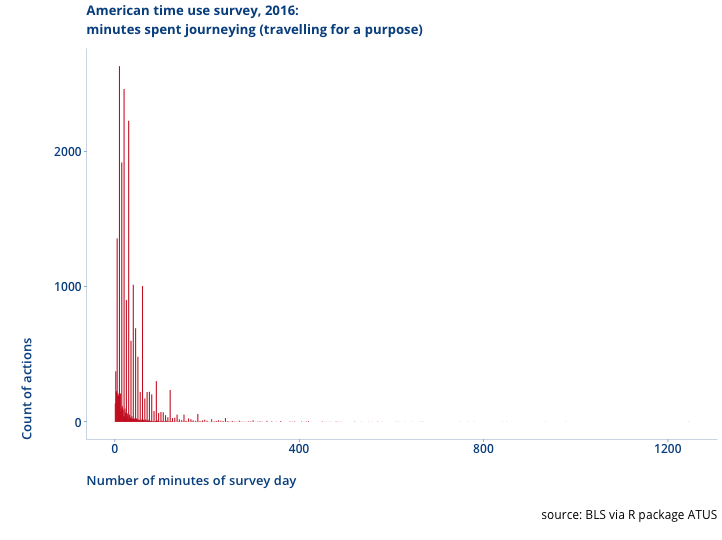 American time use survey, 2016:
minutes spent journeying (travelling for a purpose)
2000
1000
0
Count of actions
0 400 800 1200
Number of minutes of survey day
source: BLS via R package ATUS